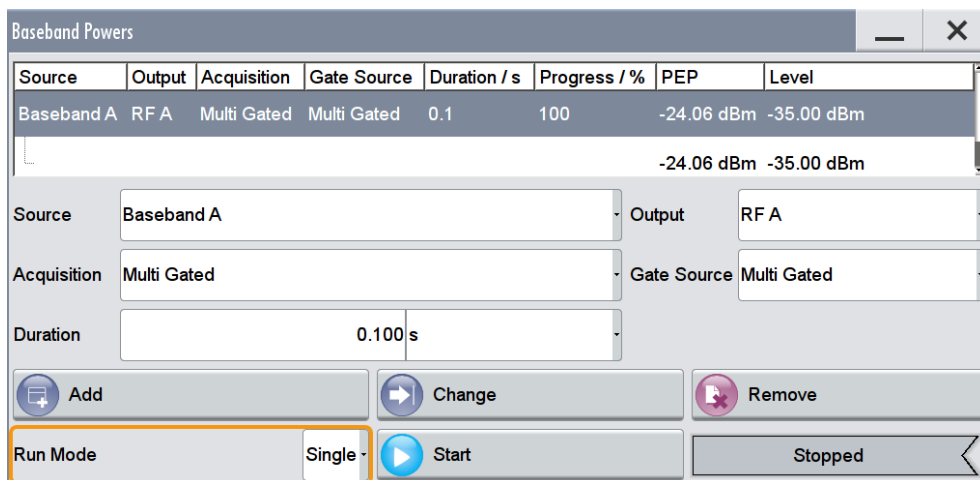 Baseband Powers
Source Output Acquisition Gate Source Duration / s Progress / % PEP Level
Baseband A RF A Multi Gated Multi Gated 0.1 100 -24.06 dBm -35.00 dBm
-24.06 dBm -35.00 dBm
Source Baseband A Output RF A
Acquisition Multi Gated Gate Source Multi Gated
Duration 0.100 s
Add Change Remove
Run Mode Single Start Stopped